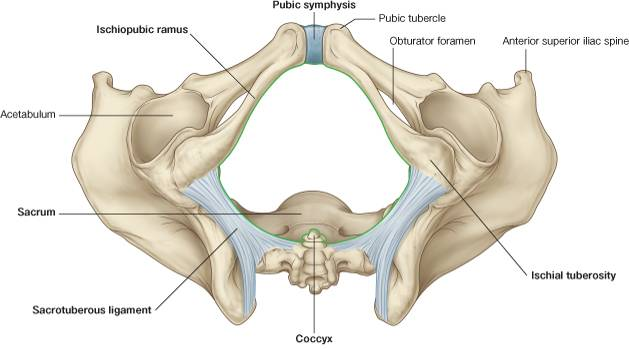 Pubic symphysis
Pubic tubercle
Ischiopubic ramus
Obturator foramen
Anterior superior iliac spine
Acetabulum
Sacrum
Ischial tuberosity
Sacrotuberous ligament
Coccyx